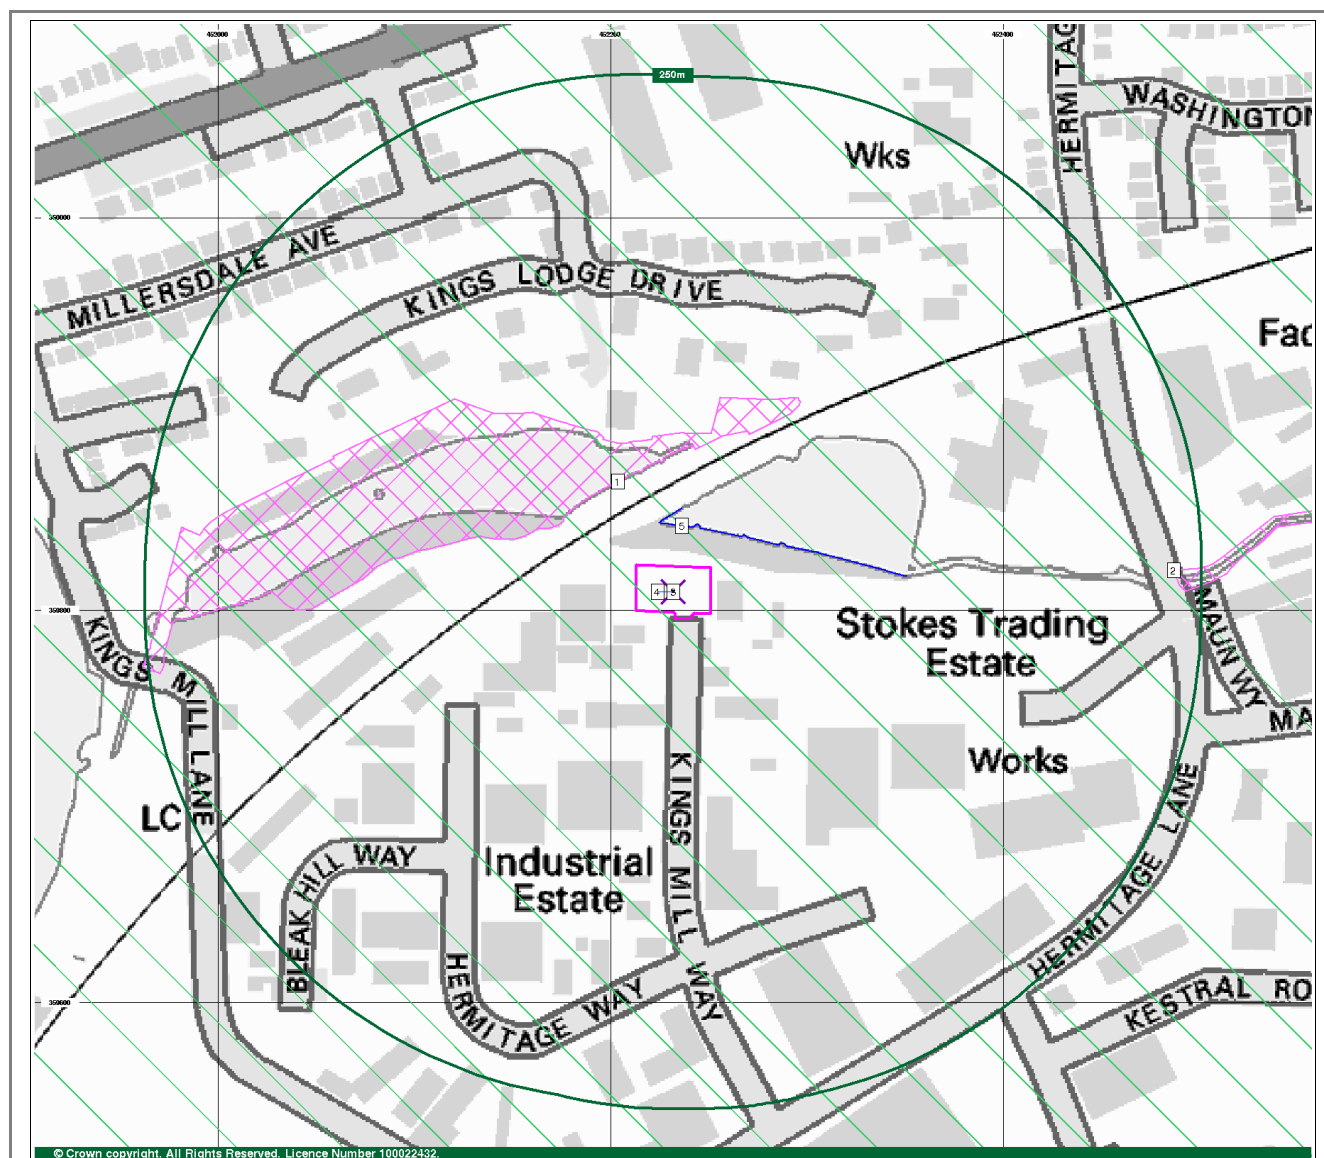 250m
HERMITAG
WASHINGTON
Wks
MILLERSDALE AVE
KINGS LODGE DRIVE
Fac
1
5
2
4
Stokes Trading
Estate
KINGS MILL LANE
MAUN WY
MA
Works
LC
KINGS MILL WAY
HERMITAGE LANE
BLEAK HILL WAY
Industrial
Estate
HERMITAGE WAY
KESTRAL RO
© Crown copyright. All Rights Reserved. Licence Number 100022432.